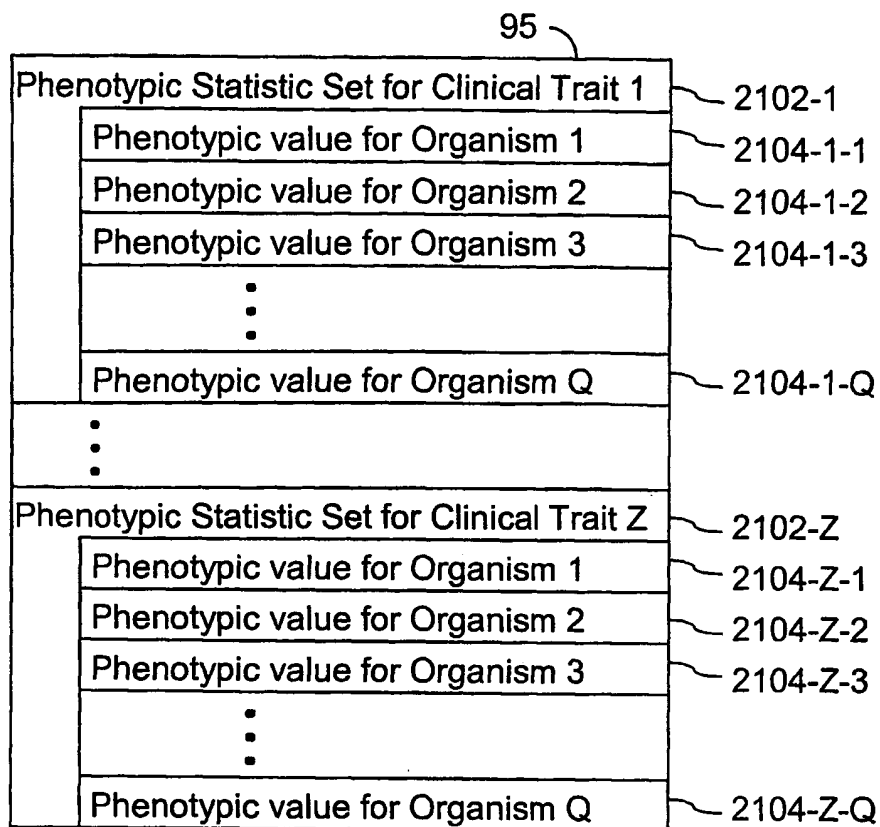 95
Phenotypic Statistic Set for Clinical Trait 1 2102-1
Phenotypic value for Organism 1 2104-1-1
Phenotypic value for Organism 2 2104-1-2
Phenotypic value for Organism 3 2104-1-3
Phenotypic value for Organism Q 2104-1-Q
Phenotypic Statistic Set for Clinical Trait Z 2102-Z
Phenotypic value for Organism 1 2104-Z-1
Phenotypic value for Organism 2 2104-Z-2
Phenotypic value for Organism 3 2104-Z-3
Phenotypic value for Organism Q 2104-Z-Q